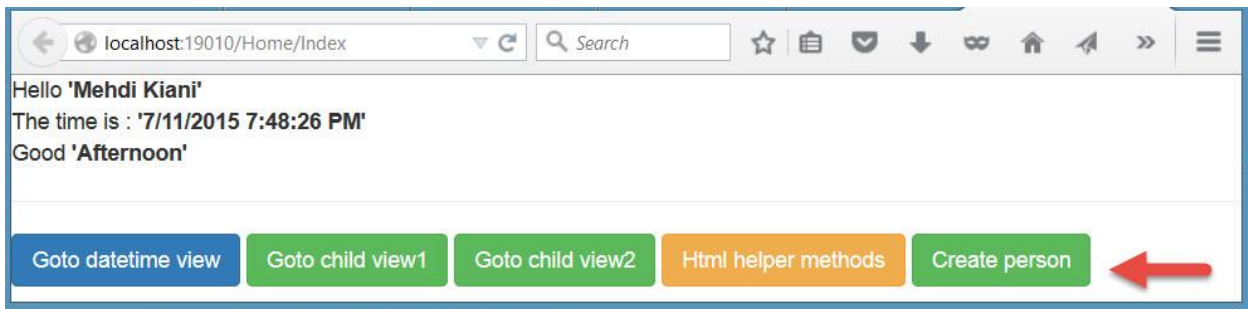 localhost:19010/Home/Index Search
Hello 'Mehdi Kiani'
The time is : '7/11/2015 7:48:26 PM'
Good 'Afternoon'
Goto datetime view Goto child view1 Goto child view2 Html helper methods Create person